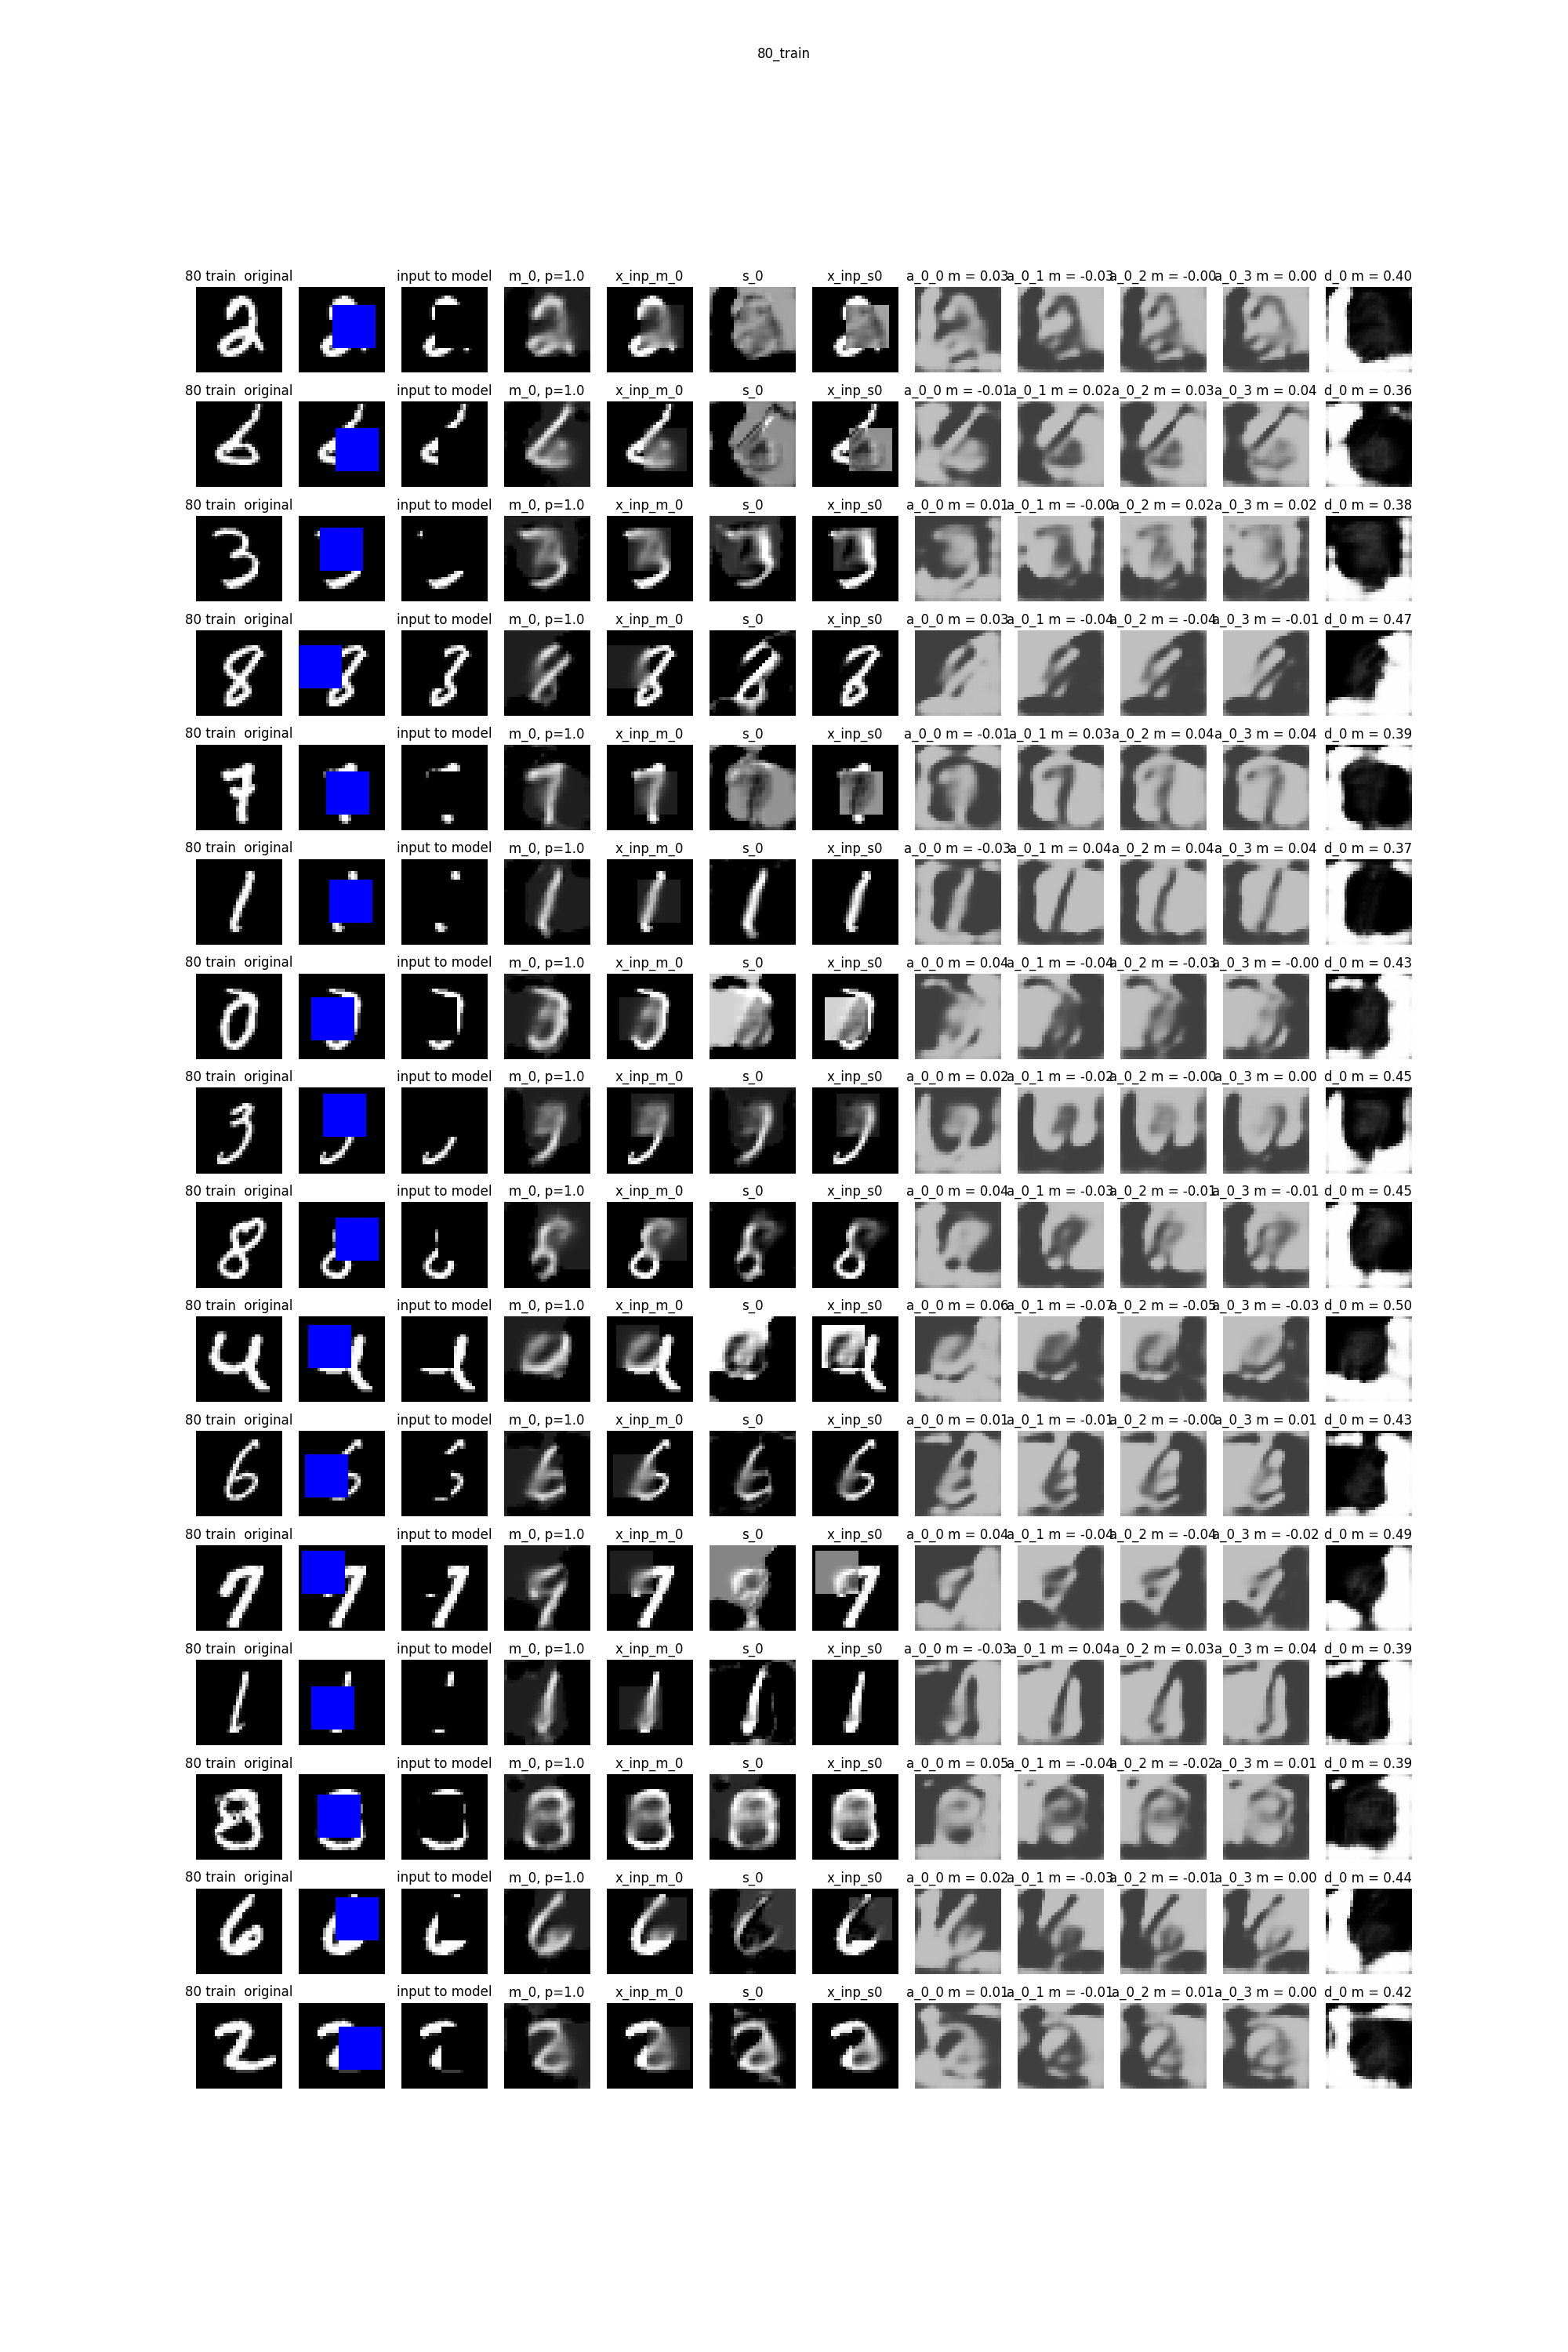 80_train
80 train  original input to model m_0, p=1.0 x_inp_m_0 s_0 x_inp_s0 a_0_0 m = 0.03 a_0_1 m = -0.03 a_0_2 m = -0.00 a_0_3 m = 0.00 d_0 m = 0.40
80 train  original input to model m_0, p=1.0 x_inp_m_0 s_0 x_inp_s0 a_0_0 m = -0.01 a_0_1 m = 0.02 a_0_2 m = 0.03 a_0_3 m = 0.04 d_0 m = 0.36
80 train  original input to model m_0, p=1.0 x_inp_m_0 s_0 x_inp_s0 a_0_0 m = 0.01 a_0_1 m = -0.00 a_0_2 m = 0.02 a_0_3 m = 0.02 d_0 m = 0.38
80 train  original input to model m_0, p=1.0 x_inp_m_0 s_0 x_inp_s0 a_0_0 m = 0.03 a_0_1 m = -0.04 a_0_2 m = -0.04 a_0_3 m = -0.01 d_0 m = 0.47
80 train  original input to model m_0, p=1.0 x_inp_m_0 s_0 x_inp_s0 a_0_0 m = -0.01 a_0_1 m = 0.03 a_0_2 m = 0.04 a_0_3 m = 0.04 d_0 m = 0.39
80 train  original input to model m_0, p=1.0 x_inp_m_0 s_0 x_inp_s0 a_0_0 m = -0.03 a_0_1 m = 0.04 a_0_2 m = 0.04 a_0_3 m = 0.04 d_0 m = 0.37
80 train  original input to model m_0, p=1.0 x_inp_m_0 s_0 x_inp_s0 a_0_0 m = 0.04 a_0_1 m = -0.04 a_0_2 m = -0.03 a_0_3 m = -0.00 d_0 m = 0.43
80 train  original input to model m_0, p=1.0 x_inp_m_0 s_0 x_inp_s0 a_0_0 m = 0.02 a_0_1 m = -0.02 a_0_2 m = -0.00 a_0_3 m = 0.00 d_0 m = 0.45
80 train  original input to model m_0, p=1.0 x_inp_m_0 s_0 x_inp_s0 a_0_0 m = 0.04 a_0_1 m = -0.03 a_0_2 m = -0.01 a_0_3 m = -0.01 d_0 m = 0.45
80 train  original input to model m_0, p=1.0 x_inp_m_0 s_0 x_inp_s0 a_0_0 m = 0.06 a_0_1 m = -0.07 a_0_2 m = -0.05 a_0_3 m = -0.03 d_0 m = 0.50
80 train  original input to model m_0, p=1.0 x_inp_m_0 s_0 x_inp_s0 a_0_0 m = 0.01 a_0_1 m = -0.01 a_0_2 m = -0.00 a_0_3 m = 0.01 d_0 m = 0.43
80 train  original input to model m_0, p=1.0 x_inp_m_0 s_0 x_inp_s0 a_0_0 m = 0.04 a_0_1 m = -0.04 a_0_2 m = -0.04 a_0_3 m = -0.02 d_0 m = 0.49
80 train  original input to model m_0, p=1.0 x_inp_m_0 s_0 x_inp_s0 a_0_0 m = -0.03 a_0_1 m = 0.04 a_0_2 m = 0.03 a_0_3 m = 0.04 d_0 m = 0.39
80 train  original input to model m_0, p=1.0 x_inp_m_0 s_0 x_inp_s0 a_0_0 m = 0.05 a_0_1 m = -0.04 a_0_2 m = -0.02 a_0_3 m = 0.01 d_0 m = 0.39
80 train  original input to model m_0, p=1.0 x_inp_m_0 s_0 x_inp_s0 a_0_0 m = 0.02 a_0_1 m = -0.03 a_0_2 m = -0.01 a_0_3 m = 0.00 d_0 m = 0.44
80 train  original input to model m_0, p=1.0 x_inp_m_0 s_0 x_inp_s0 a_0_0 m = 0.01 a_0_1 m = -0.01 a_0_2 m = 0.01 a_0_3 m = 0.00 d_0 m = 0.42